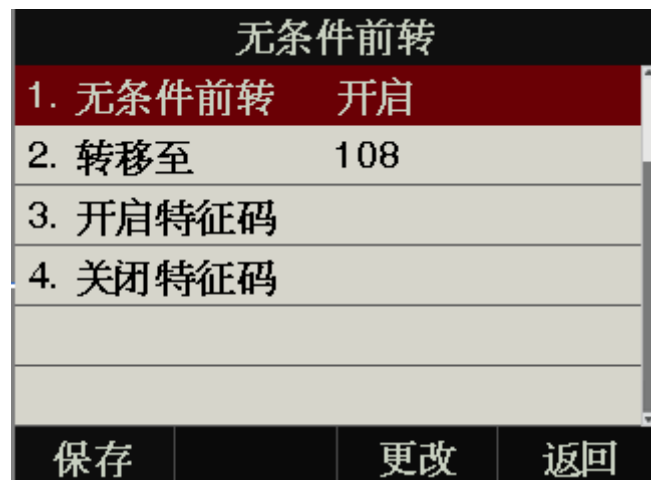 无条件前转
1. 无条件前转 开启
2. 转移至 108
3. 开启特征码
4. 关闭特征码
保存 更改 返回